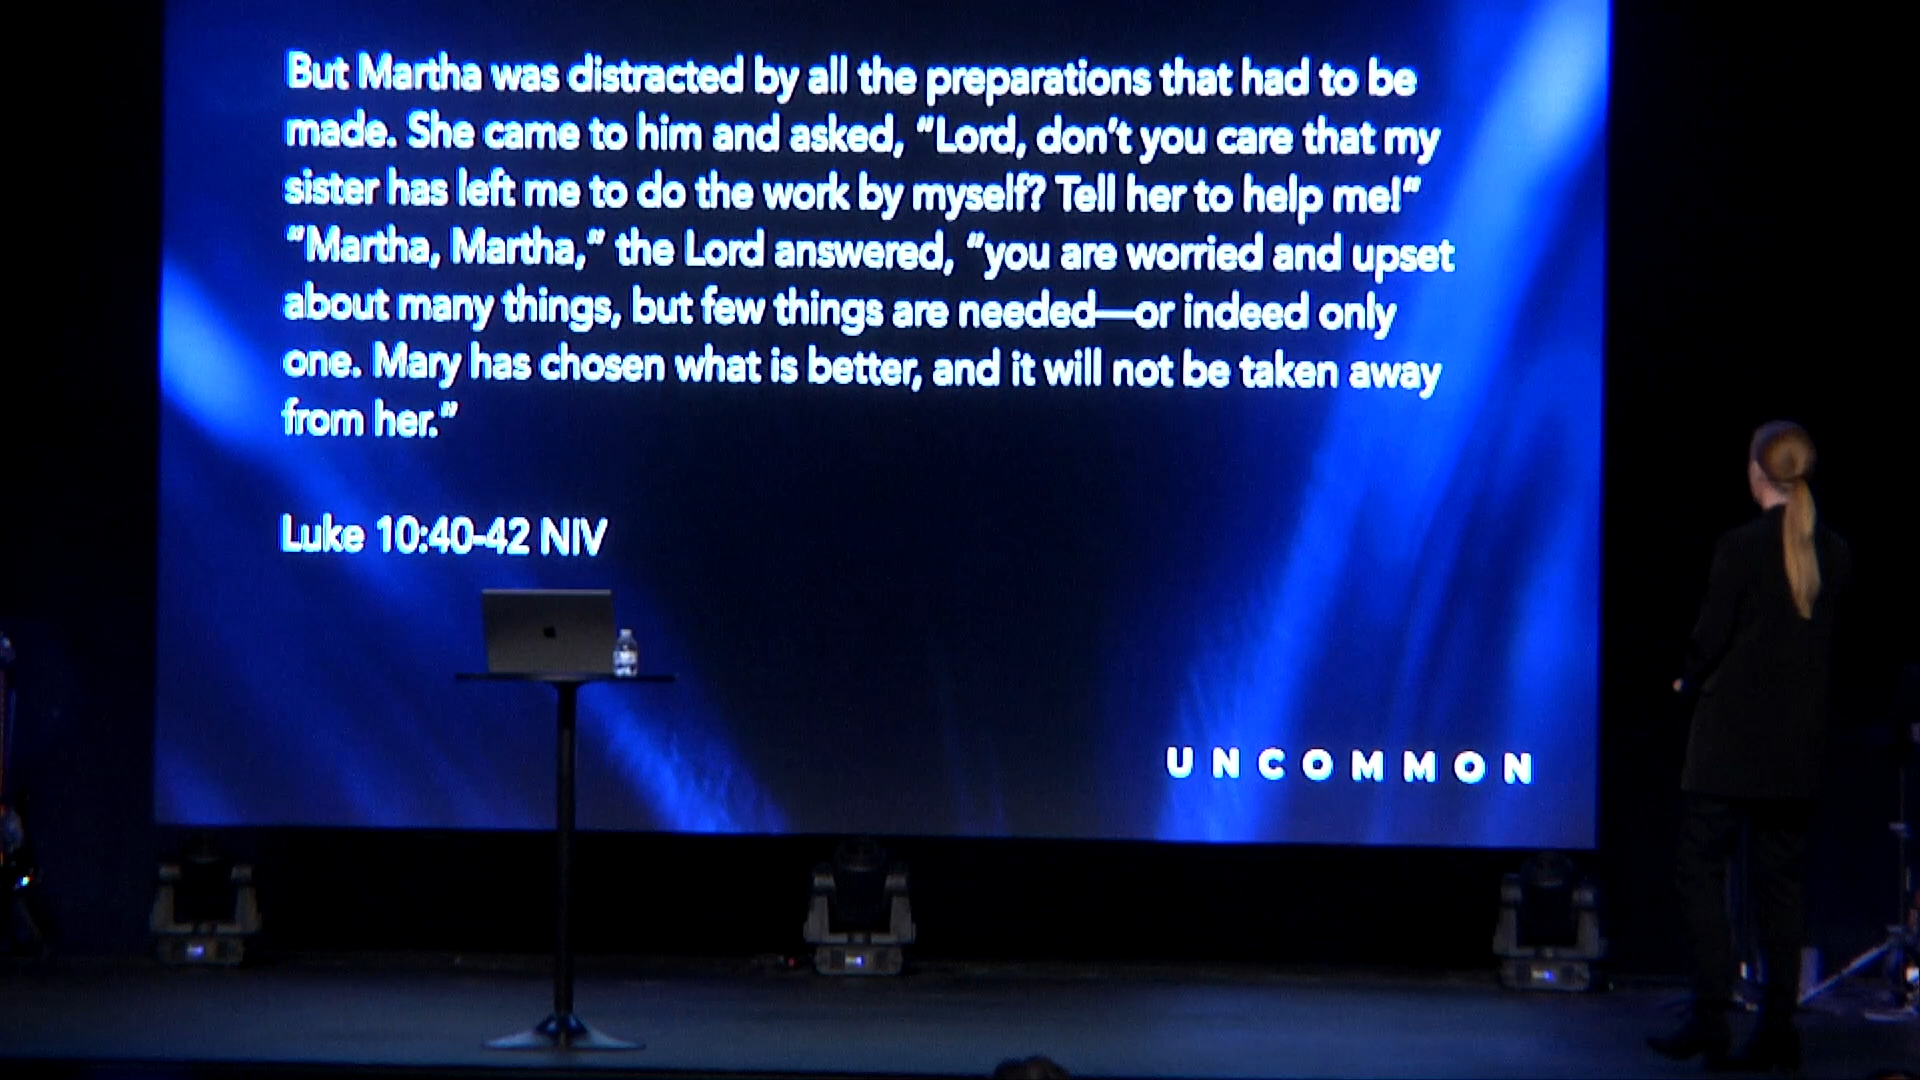 But Martha was distracted by all the preparations that had to be
made. She came to him and asked, “Lord, don’t you care that my
sister has left me to do the work by myself? Tell her to help me!“
“Martha, Martha,” the Lord answered, “you are worried and upset
about many things, but few things are needed—or indeed only
one. Mary has chosen what is better, and it will not be taken away
from her.”
Luke 10:40-42 NIV
UNCOMMON